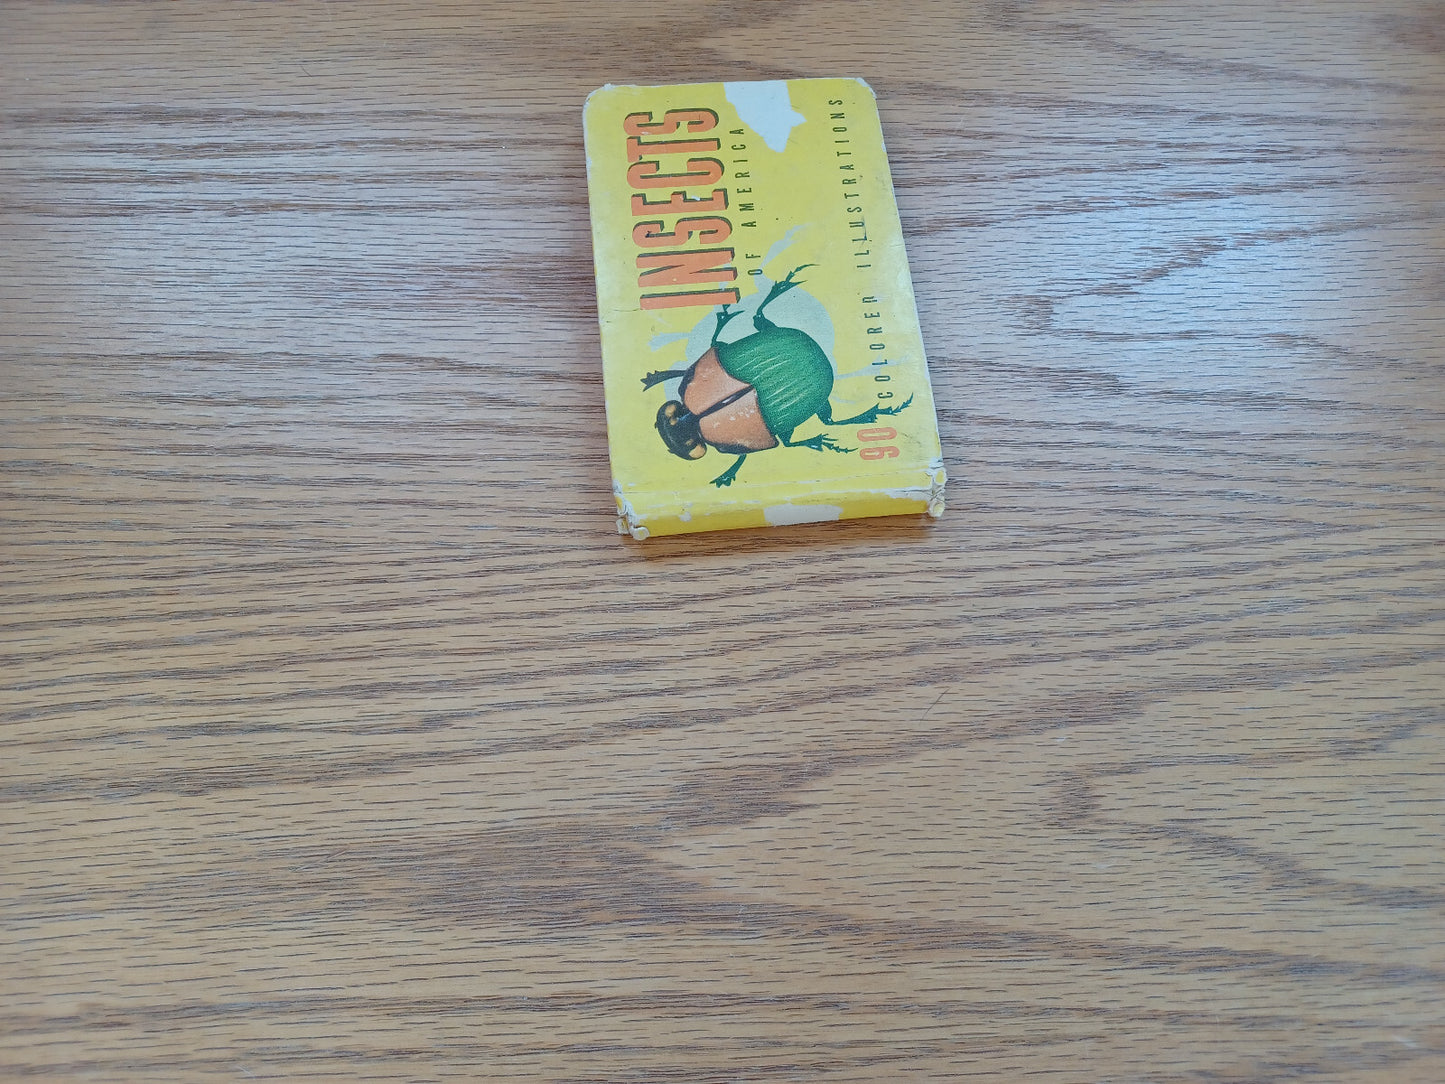 INSECTS
OF AMERICA
90 COLORED ILLUSTRATIONS